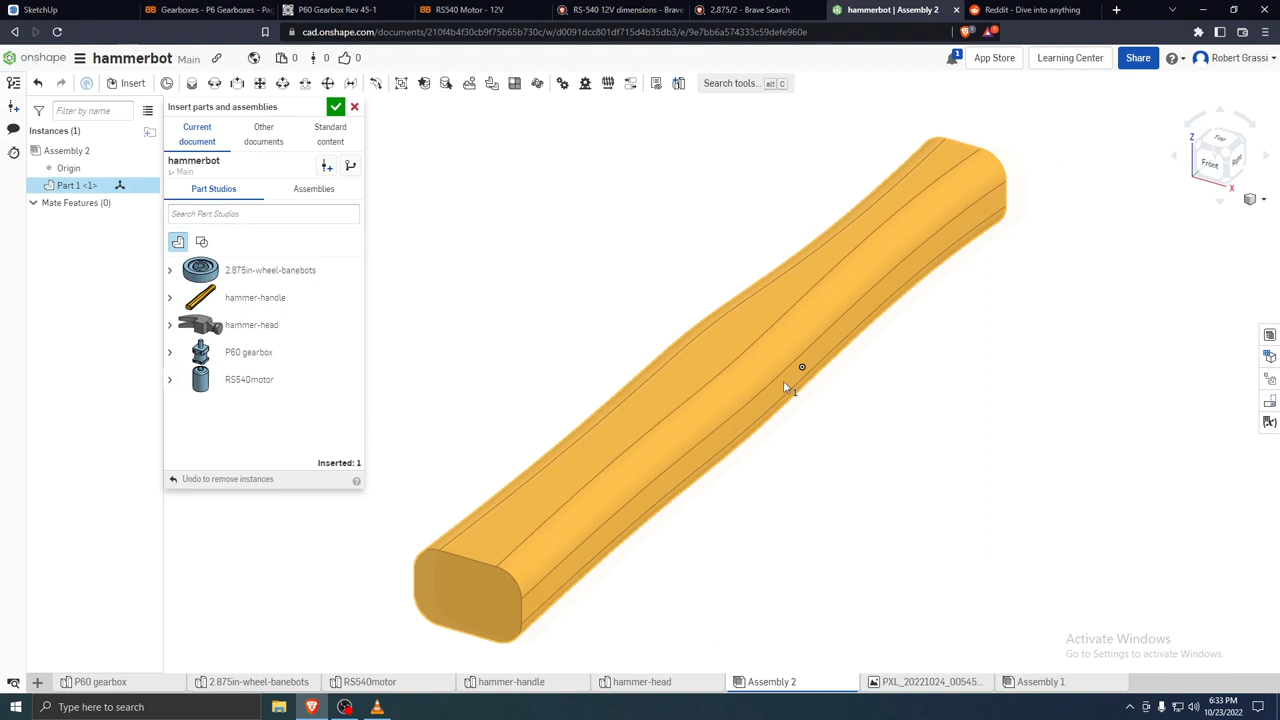 SketchUp
Gearboxes - P6 Gearboxes - Pa
P60 Gearbox Rev 45-1
RS540 Motor - 12V
RS-540 12V dimensions - Brave
2.875/2 - Brave Search
hammerbot | Assembly 2
Reddit - Dive into anything
cad.onshape.com/documents/210f4b4f30cb9f75b65b730c/w/d0091dcc801df715d4b35db3/e/9e7bb6a574333c59defe960e
onshape
hammerbot Main
0
0
0
1
App Store
Learning Center
Share
Robert Grassi
Insert
Search tools...
alt C
Filter by name
Instances (1)
Assembly 2
Origin
Part 1 <1>
Mate Features (0)
Insert parts and assemblies
Current document
Other documents
Standard content
hammerbot
Main
Part Studios
Assemblies
Search Part Studios
2.875in-wheel-banebots
hammer-handle
hammer-head
P60 gearbox
RS540motor
Inserted: 1
Undo to remove instances
1
Z
Top
Front
Right
X
Activate Windows
Go to Settings to activate Windows.
P60 gearbox
2.875in-wheel-banebots
RS540motor
hammer-handle
hammer-head
Assembly 2
PXL_20221024_00545...
Assembly 1
Type here to search
6:33 PM
10/23/2022